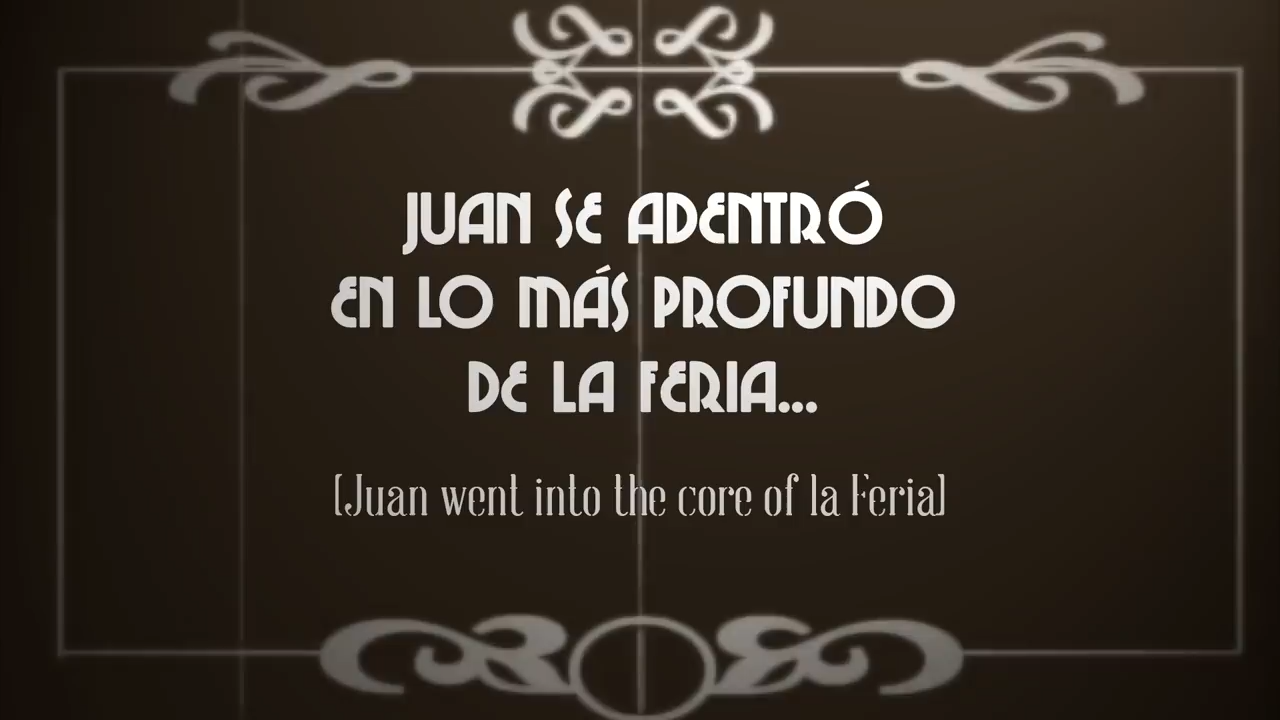 JUAN SE ADENTRÓ
EN LO MÁS PROFUNDO
DE LA FERIA...
[Juan went into the core of la Feria]